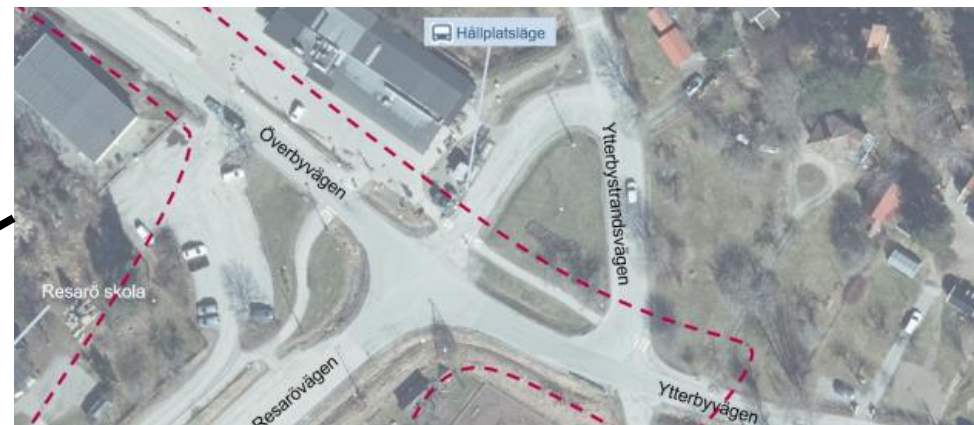 Hållplatsläge
Överbyvägen
Ytterbystrandsvägen
Resarö skola
Resarövägen
Ytterbyvägen